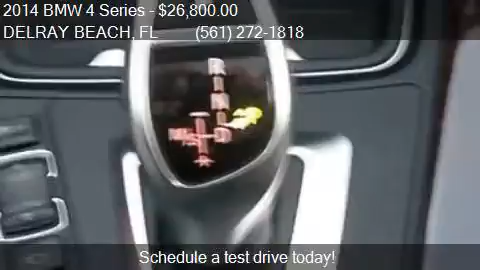 2014 BMW 4 Series - $26,800.00
DELRAY BEACH, FL (561) 272-1818
R
N
D
M/S
Schedule a test drive today!